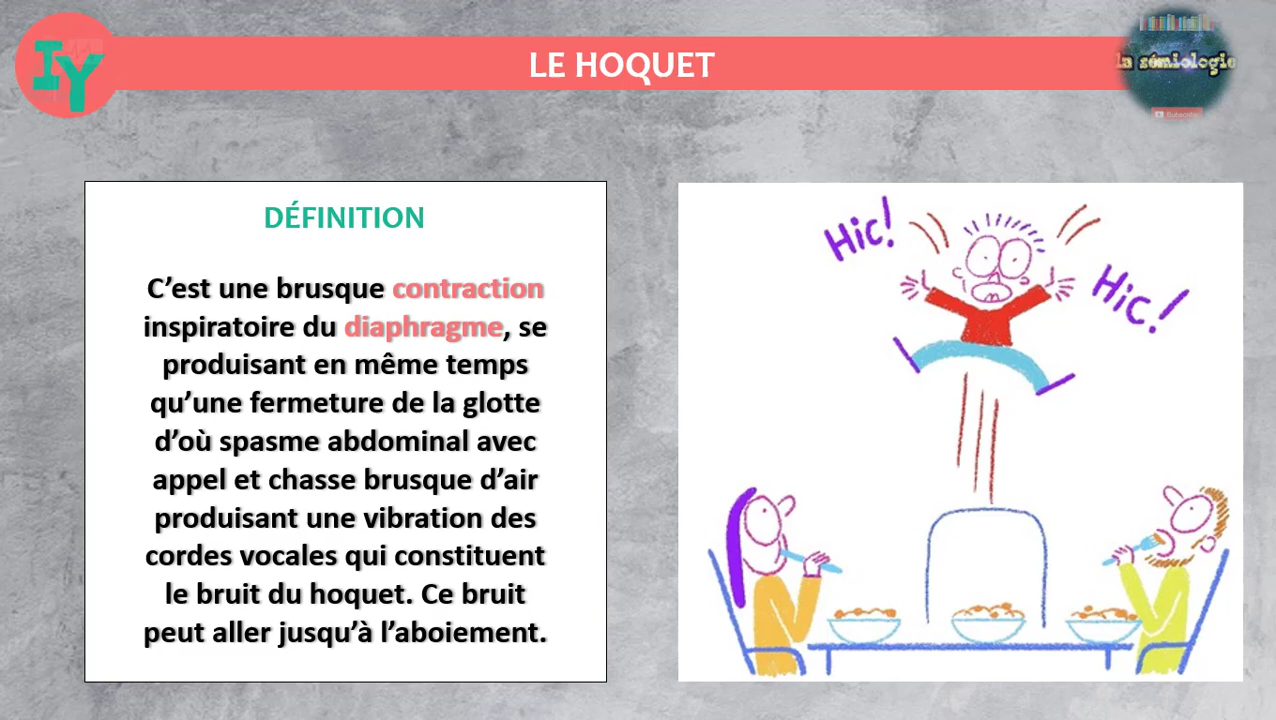 IY
LE HOQUET
la sémiologie
Subscribe
DÉFINITION
C’est une brusque contraction
inspiratoire du diaphragme, se
produisant en même temps
qu’une fermeture de la glotte
d’où spasme abdominal avec
appel et chasse brusque d’air
produisant une vibration des
cordes vocales qui constituent
le bruit du hoquet. Ce bruit
peut aller jusqu’à l’aboiement.
Hic!
Hic!